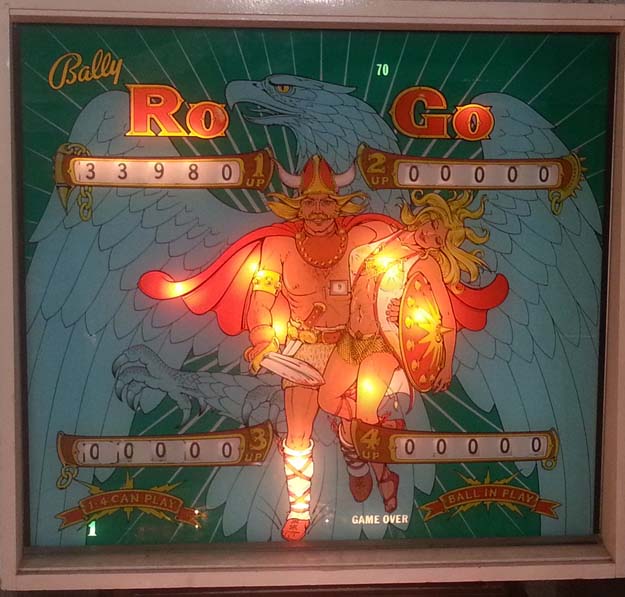 Bally
70
Ro Go
33980 1 UP
2 UP 00000
9
00000 3 UP
4 UP 00000
1-4 CAN PLAY
BALL IN PLAY
1
GAME OVER